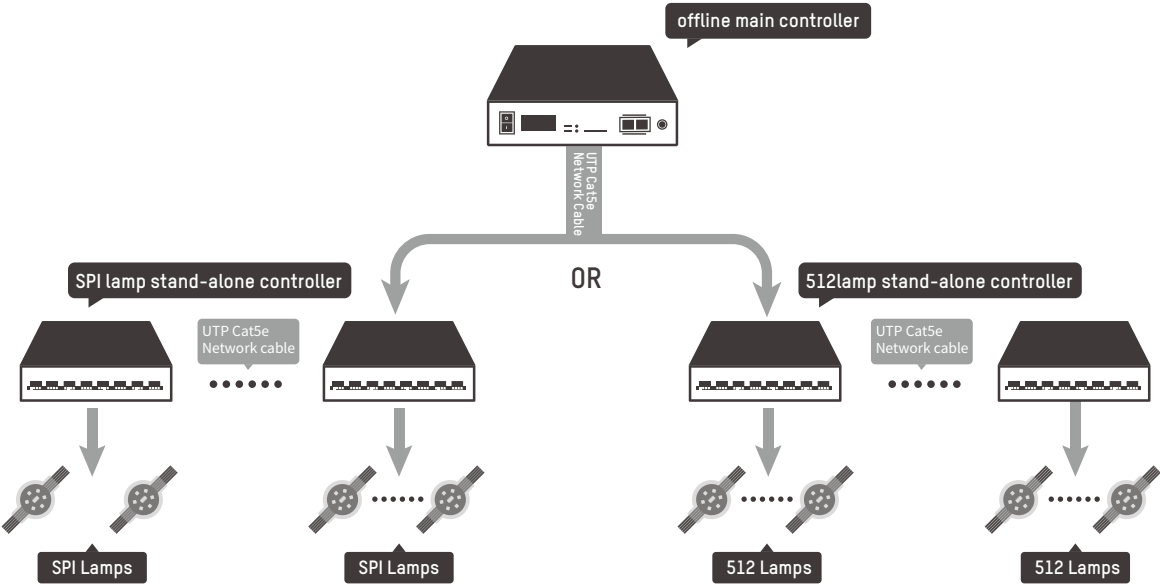 offline main controller
UTP Cat5e
Network Cable
OR
SPI lamp stand-alone controller
512lamp stand-alone controller
UTP Cat5e
Network cable
UTP Cat5e
Network cable
SPI Lamps
SPI Lamps
512 Lamps
512 Lamps